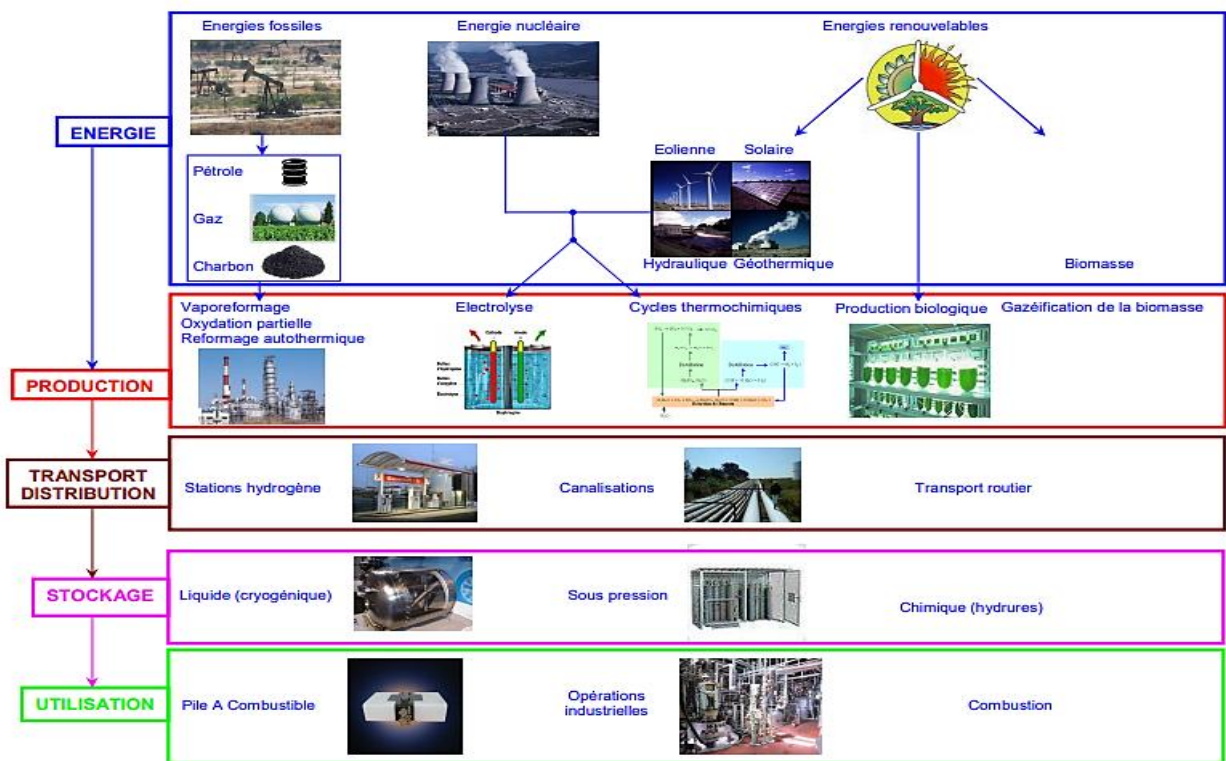 Energies fossiles
Energie nucléaire
Energies renouvelables
ENERGIE
Pétrole
Gaz
Charbon
Eolienne
Solaire
Hydraulique
Géothermique
Biomasse
PRODUCTION
Vaporeformage
Oxydation partielle
Reformage autothermique
Electrolyse
Cycles thermochimiques
Production biologique
Gazéification de la biomasse
TRANSPORT
DISTRIBUTION
Stations hydrogène
Canalisations
Transport routier
STOCKAGE
Liquide (cryogénique)
Sous pression
Chimique (hydrures)
UTILISATION
Pile A Combustible
Opérations
industrielles
Combustion